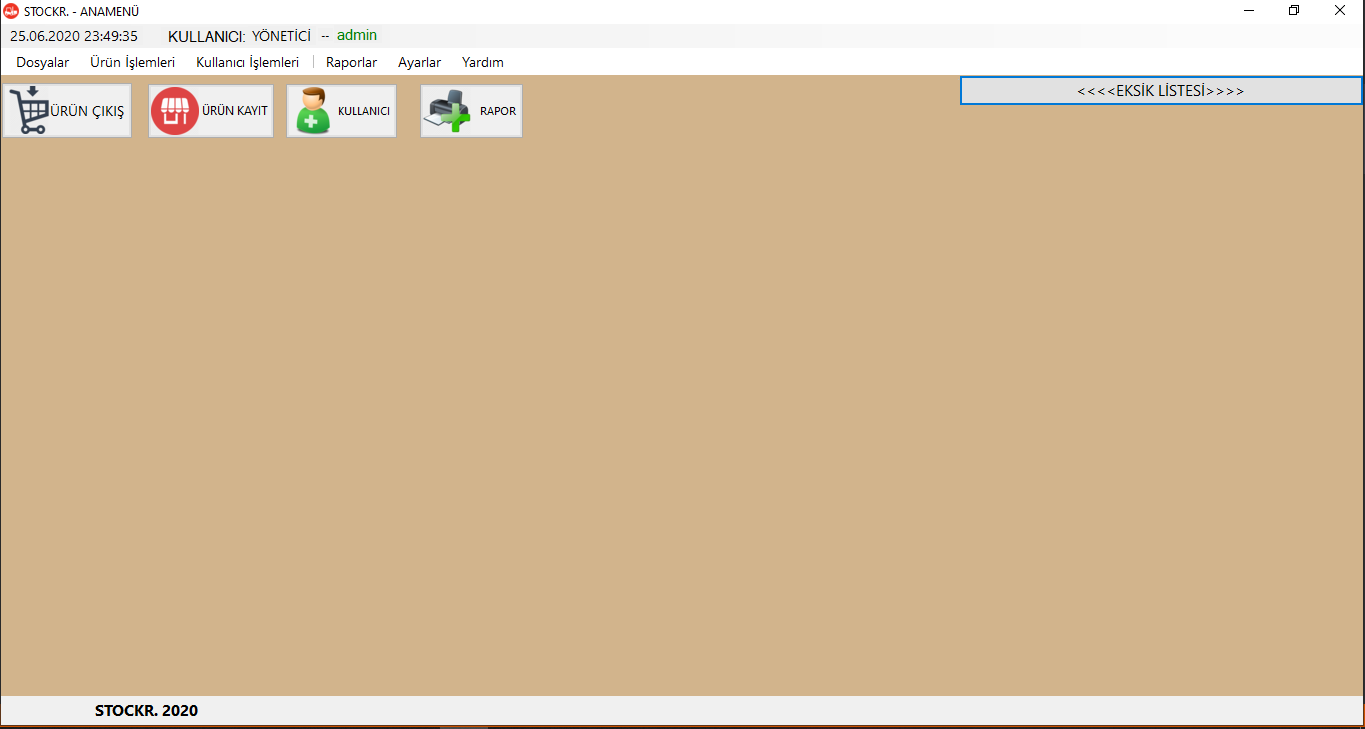 STOCKR. - ANAMENÜ
25.06.2020 23:49:35 KULLANICI: YÖNETİCİ -- admin
Dosyalar Ürün İşlemleri Kullanıcı İşlemleri Raporlar Ayarlar Yardım
ÜRÜN ÇIKIŞ ÜRÜN KAYIT KULLANICI RAPOR <<<<EKSİK LİSTESİ>>>>
STOCKR. 2020